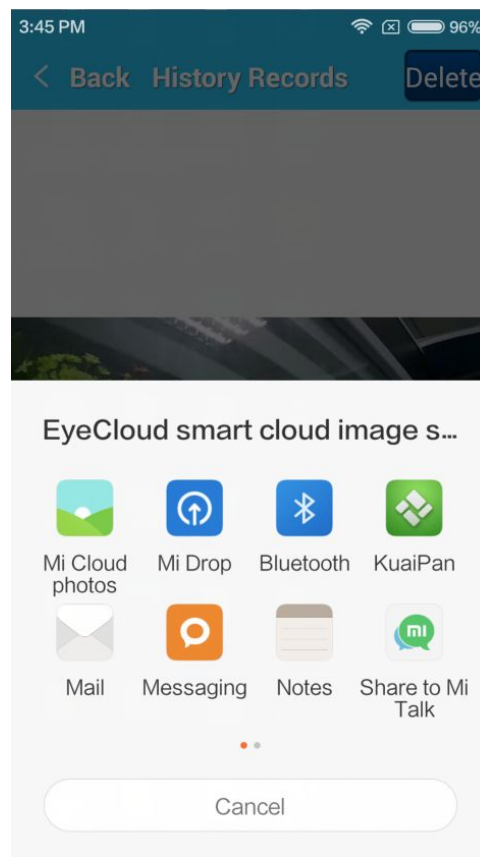 3:45 PM 96%
< Back History Records Delete
EyeCloud smart cloud image s...
Mi Cloud photos Mi Drop Bluetooth KuaiPan
Mail Messaging Notes Share to Mi Talk
Cancel